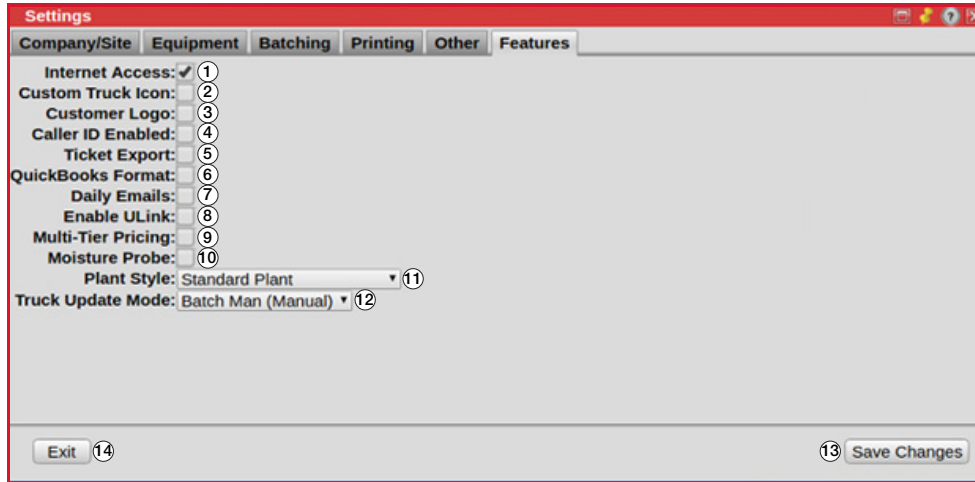 Settings
Company/Site Equipment Batching Printing Other Features
Internet Access: 1
Custom Truck Icon: 2
Customer Logo: 3
Caller ID Enabled: 4
Ticket Export: 5
QuickBooks Format: 6
Daily Emails: 7
Enable ULink: 8
Multi-Tier Pricing: 9
Moisture Probe: 10
Plant Style: Standard Plant 11
Truck Update Mode: Batch Man (Manual) 12
Exit 14 13 Save Changes